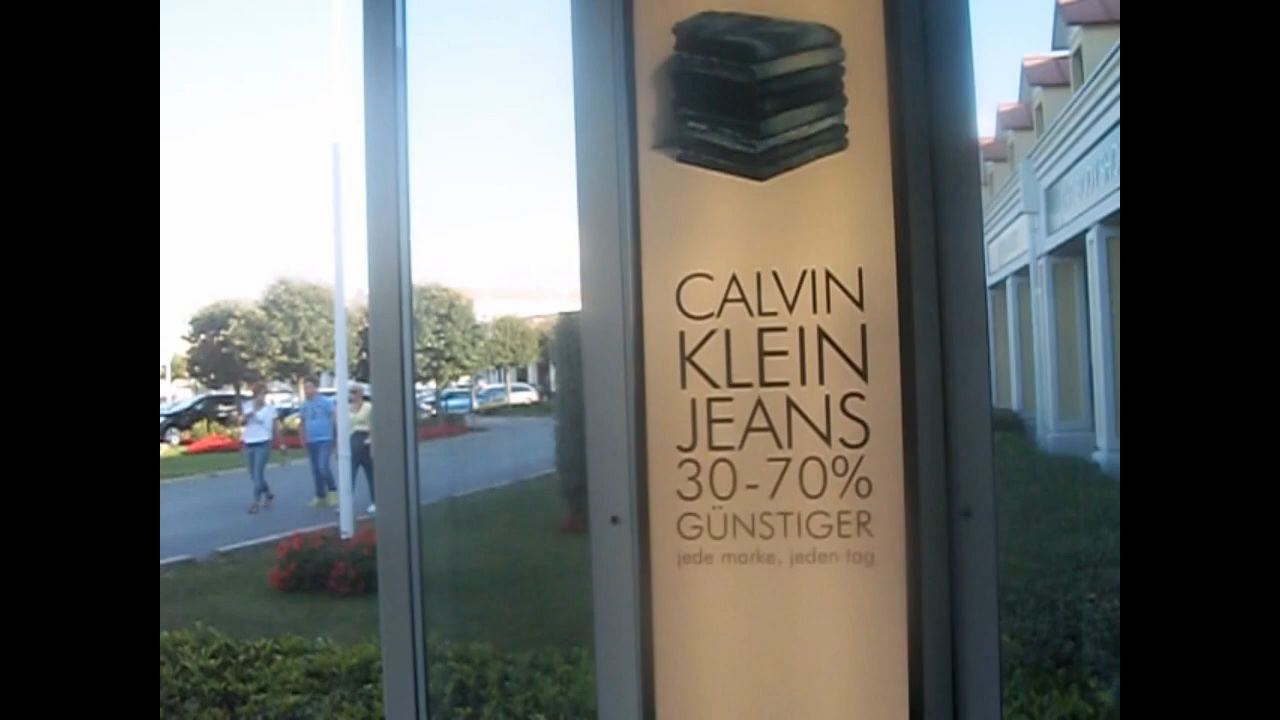 CALVIN
KLEIN
JEANS
30-70%
GÜNSTIGER
jede marke, jeden tag